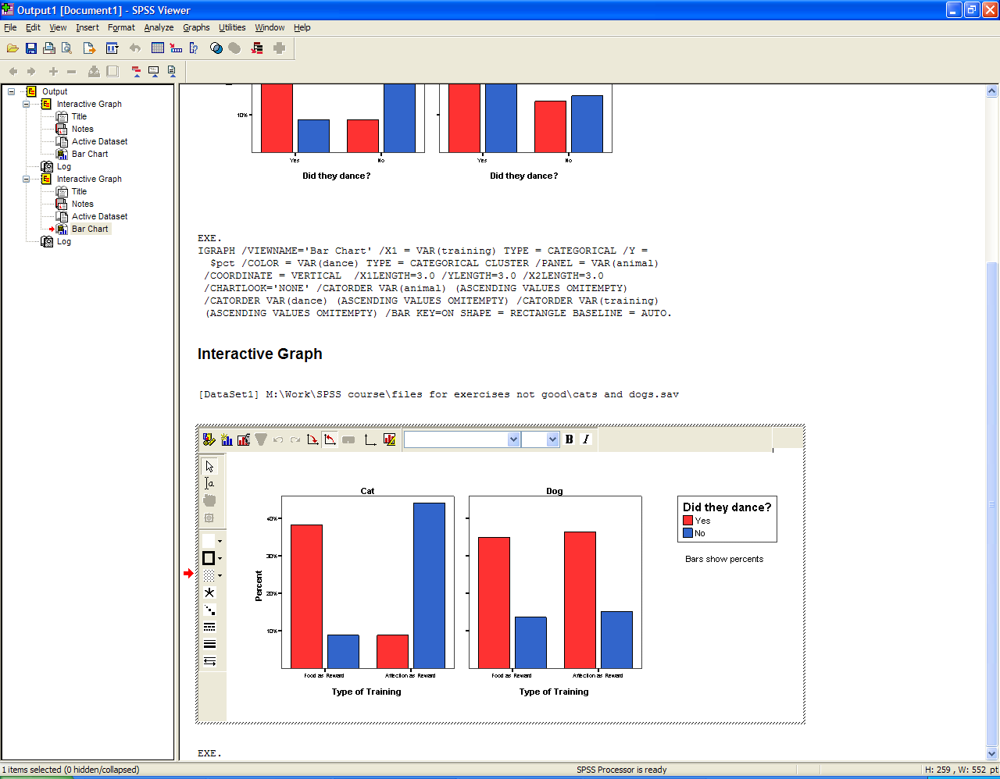 Output1 [Document1] - SPSS Viewer
File Edit View Insert Format Analyze Graphs Utilities Window Help
Output
Interactive Graph
Title
Notes
Active Dataset
Bar Chart
Log
Interactive Graph
Title
Notes
Active Dataset
Bar Chart
Log
10%
Yes No Yes No
Did they dance? Did they dance?
EXE.
IGRAPH /VIEWNAME='Bar Chart' /X1 = VAR(training) TYPE = CATEGORICAL /Y =
$pct /COLOR = VAR(dance) TYPE = CATEGORICAL CLUSTER /PANEL = VAR(animal)
/COORDINATE = VERTICAL /X1LENGTH=3.0 /YLENGTH=3.0 /X2LENGTH=3.0
/CHARTLOOK='NONE' /CATORDER VAR(animal) (ASCENDING VALUES OMITEMPTY)
/CATORDER VAR(dance) (ASCENDING VALUES OMITEMPTY) /CATORDER VAR(training)
(ASCENDING VALUES OMITEMPTY) /BAR KEY=ON SHAPE = RECTANGLE BASELINE = AUTO.
Interactive Graph
[DataSet1] M:\Work\SPSS course\files for exercises not good\cats and dogs.sav
B I
a
Cat Dog
40%
30%
20%
10%
Percent
Food as Reward Affection as Reward Food as Reward Affection as Reward
Type of Training Type of Training
Did they dance?
Yes
No
Bars show percents
EXE.
1 items selected (0 hidden/collapsed) SPSS Processor is ready H: 259 , W: 552 pt